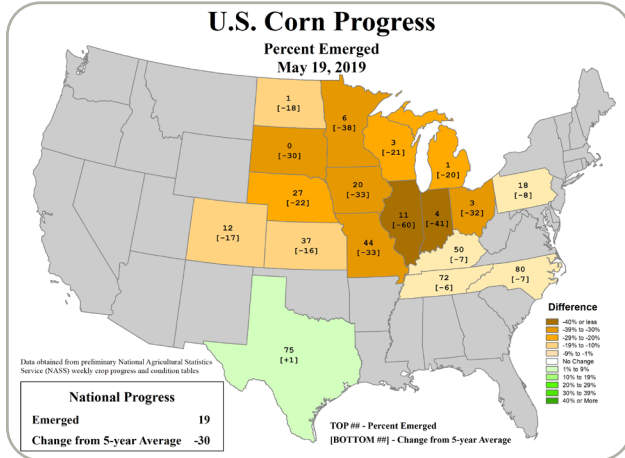 U.S. Corn Progress
Percent Emerged
May 19, 2019
1
[-18]
6
[-38]
0
[-30]
3
[-21]
1
[-20]
27
[-22]
20
[-33]
11
[-60]
4
[-41]
3
[-32]
18
[-8]
12
[-17]
37
[-16]
44
[-33]
50
[-7]
72
[-6]
80
[-7]
75
[+1]
Difference
-40% or less
-39% to -30%
-29% to -20%
-19% to -10%
-9% to -1%
No Change
1% to 9%
10% to 19%
20% to 29%
30% to 39%
40% or More
Data obtained from preliminary National Agricultural Statistics
Service (NASS) weekly crop progress and condition tables
National Progress
Emerged 19
Change from 5-year Average -30
TOP ## - Percent Emerged
[BOTTOM ##] - Change from 5-year Average